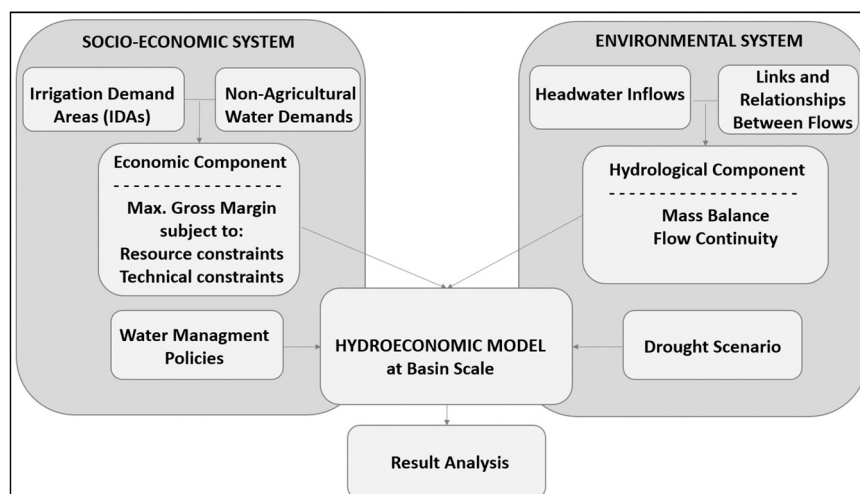 SOCIO-ECONOMIC SYSTEM
Irrigation Demand
Areas (IDAs)
Non-Agricultural
Water Demands
Economic Component
Max. Gross Margin
subject to:
Resource constraints
Technical constraints
Water Managment
Policies
ENVIRONMENTAL SYSTEM
Headwater Inflows
Links and
Relationships
Between Flows
Hydrological Component
Mass Balance
Flow Continuity
Drought Scenario
HYDROECONOMIC MODEL
at Basin Scale
Result Analysis